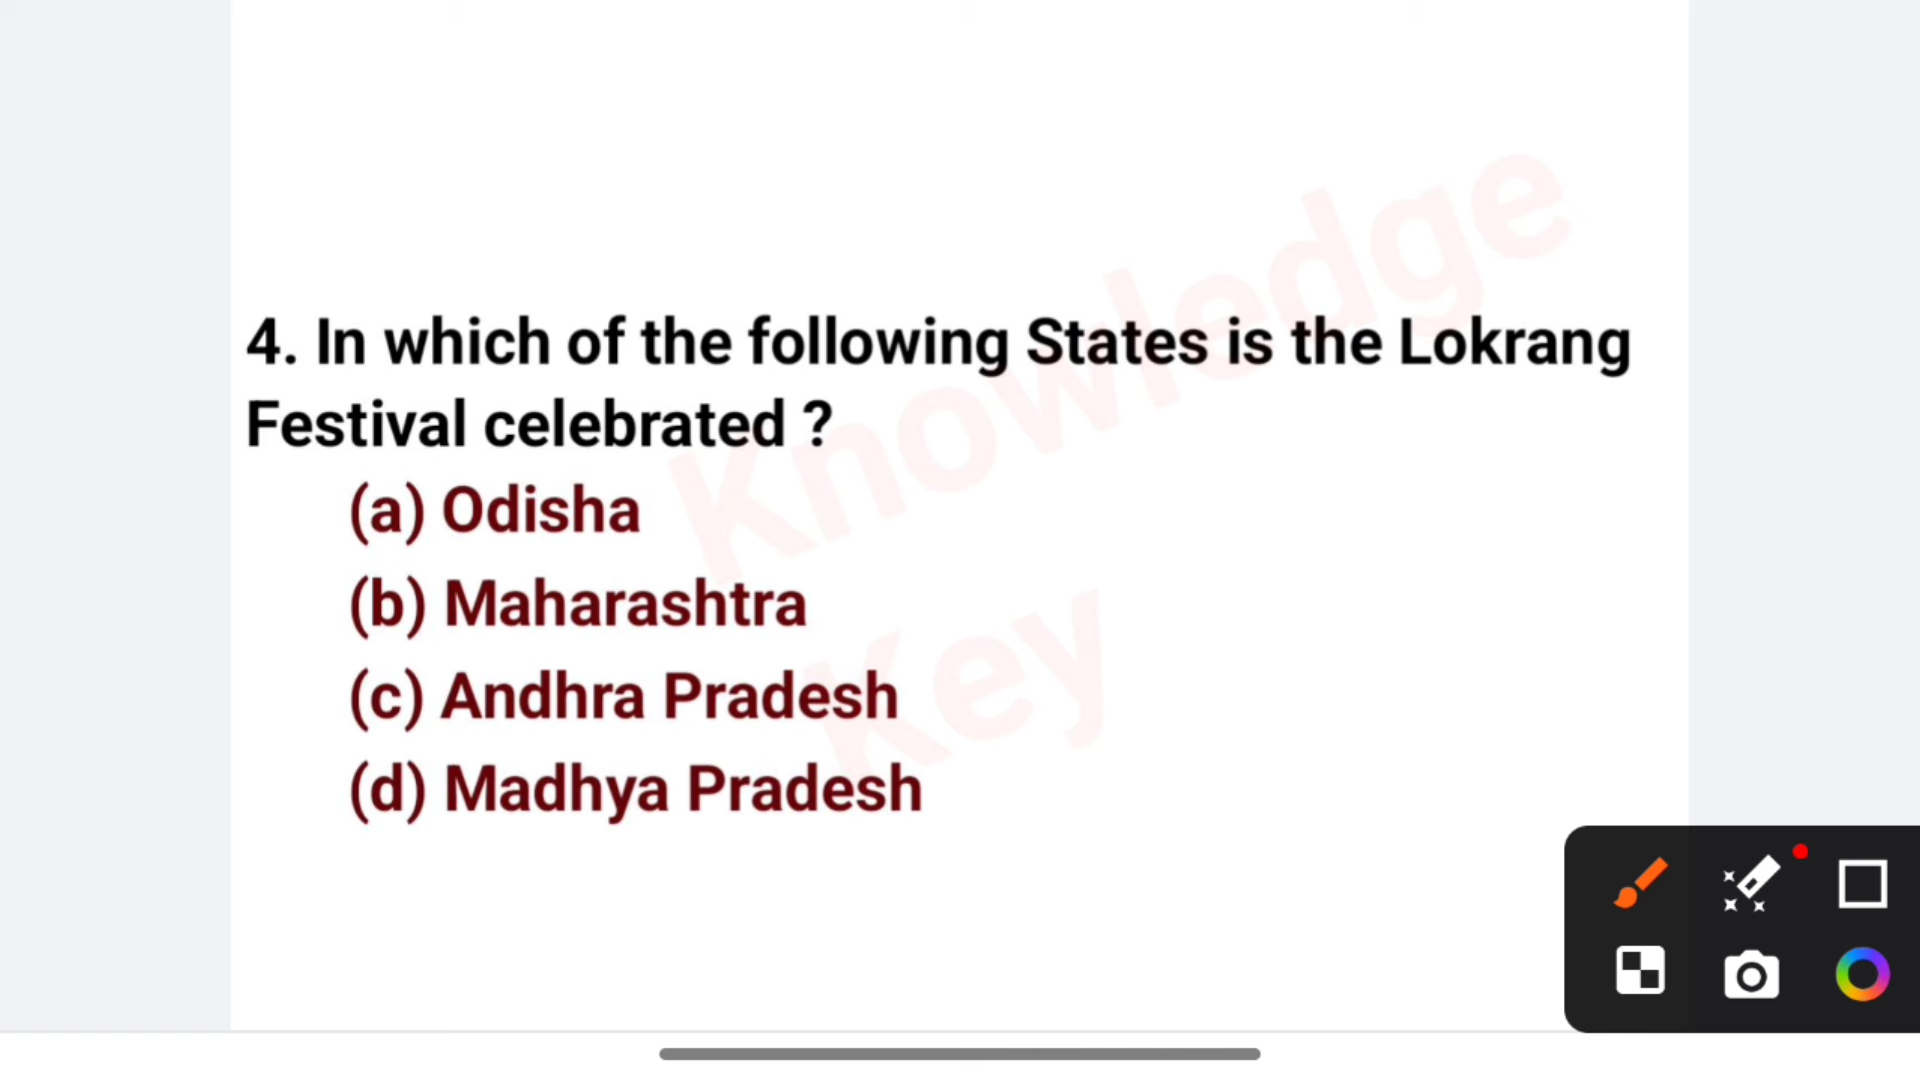 4. In which of the following States is the Lokrang
Festival celebrated ?
(a) Odisha
(b) Maharashtra
(c) Andhra Pradesh
(d) Madhya Pradesh
Knowledge
Key